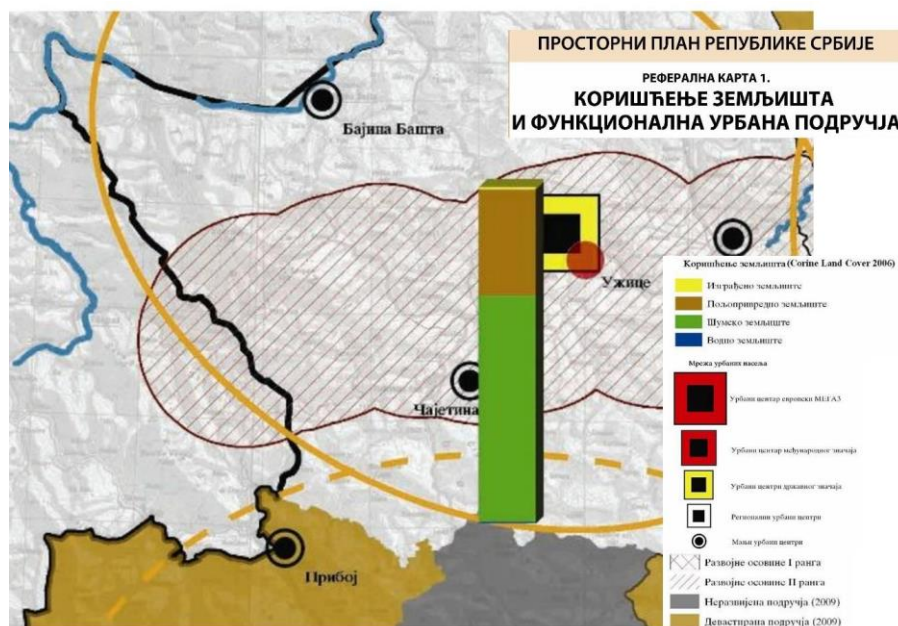 ПРОСТОРНИ ПЛАН РЕПУБЛИКЕ СРБИЈЕ
РЕФЕРАЛНА КАРТА 1.
КОРИШЋЕЊЕ ЗЕМЉИШТА
И ФУНКЦИОНАЛНА УРБАНА ПОДРУЧЈА
Бајина Башта
Ужице
Чајетина
Прибој
Коришћење земљишта (Corine Land Cover 2006)
Изграђено земљиште
Пољопривредно земљиште
Шумско земљиште
Водно земљиште
Мрежа урбаних насеља
Урбани центар европски МЕГА3
Урбани центар међународног значаја
Урбани центри државног значаја
Регионални урбани центри
Мањи урбани центри
Развојне осовине I ранга
Развојне осовине II ранга
Неразвијена подручја (2009)
Девастирана подручја (2009)